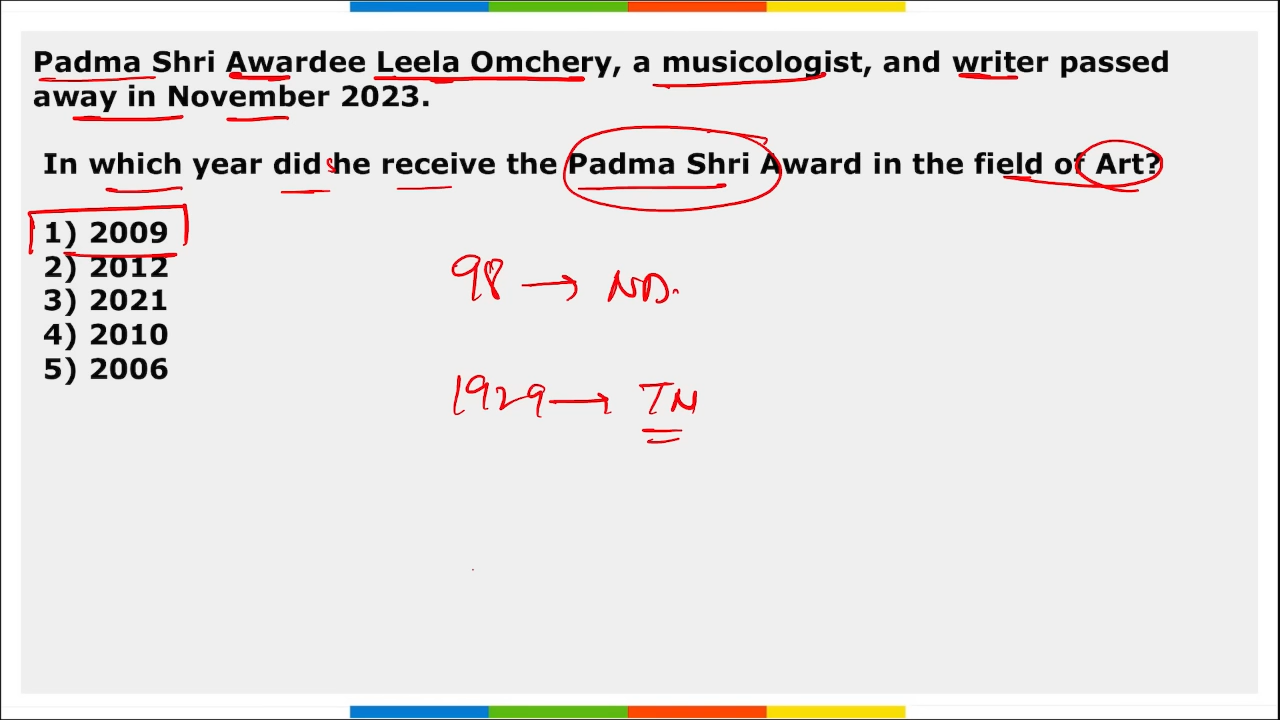 Padma Shri Awardee Leela Omchery, a musicologist, and writer passed
away in November 2023.
In which year did she receive the Padma Shri Award in the field of Art?
1) 2009
2) 2012
3) 2021
4) 2010
5) 2006
98 → ND.
1929 → TN